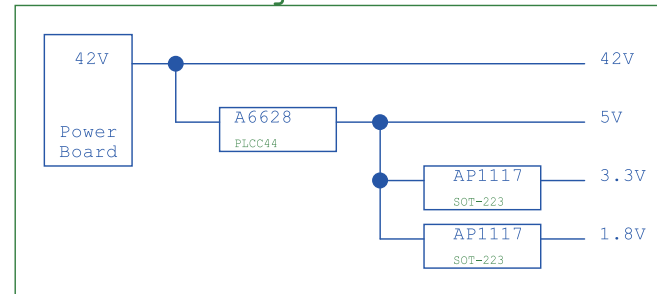 42V
42V
A6628
5V
PLCC44
Power
Board
AP1117
3.3V
SOT-223
AP1117
1.8V
SOT-223